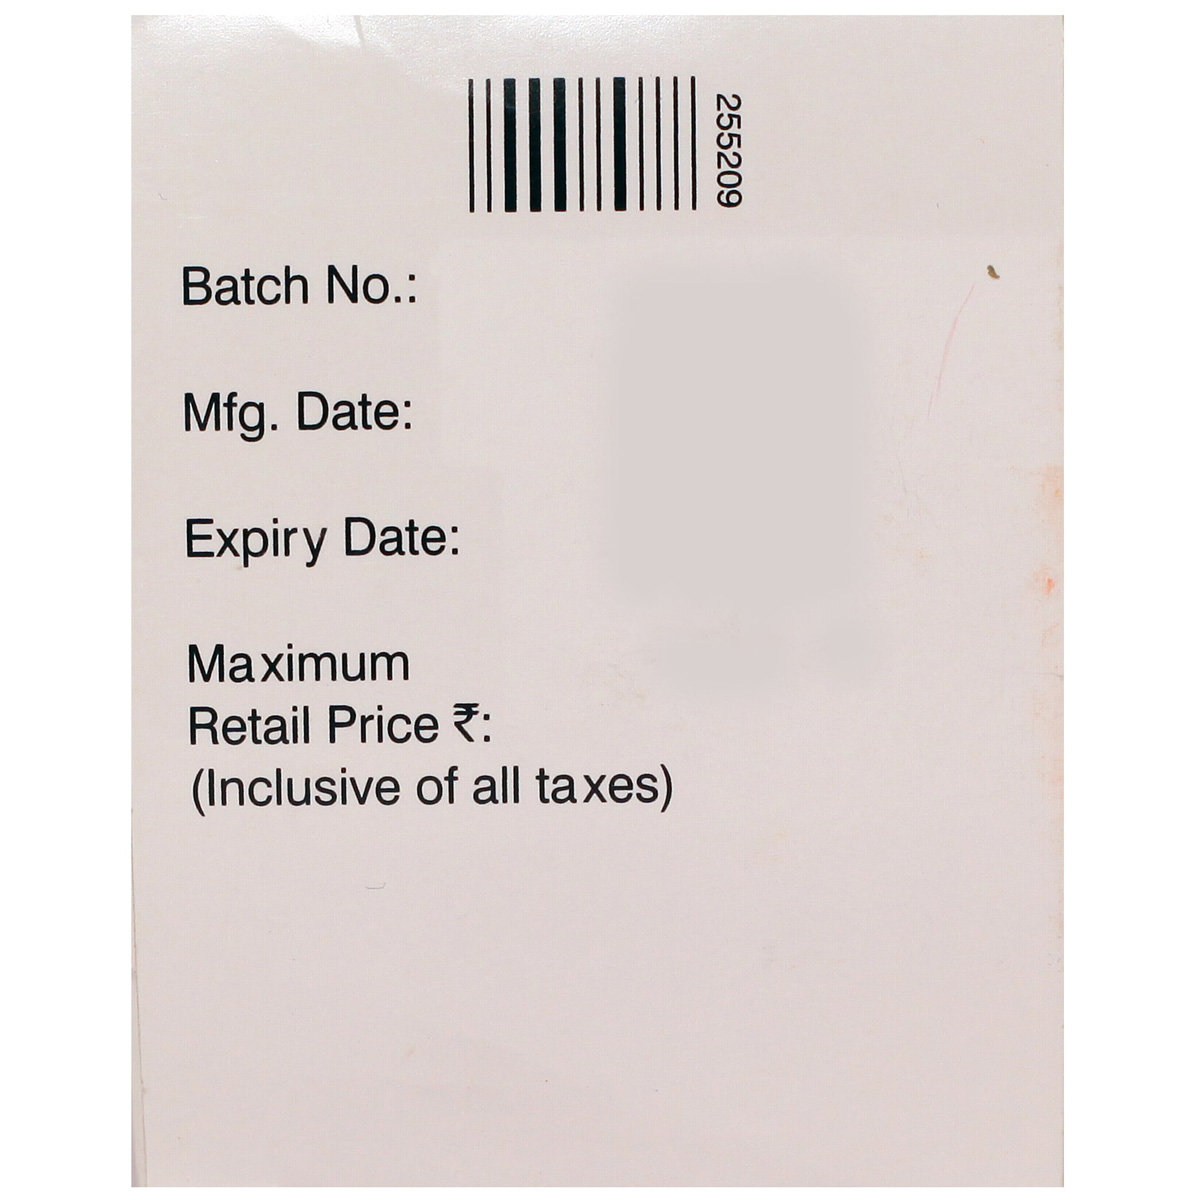 255209
Batch No.:
Mfg. Date:
Expiry Date:
Maximum
Retail Price ₹:
(Inclusive of all taxes)